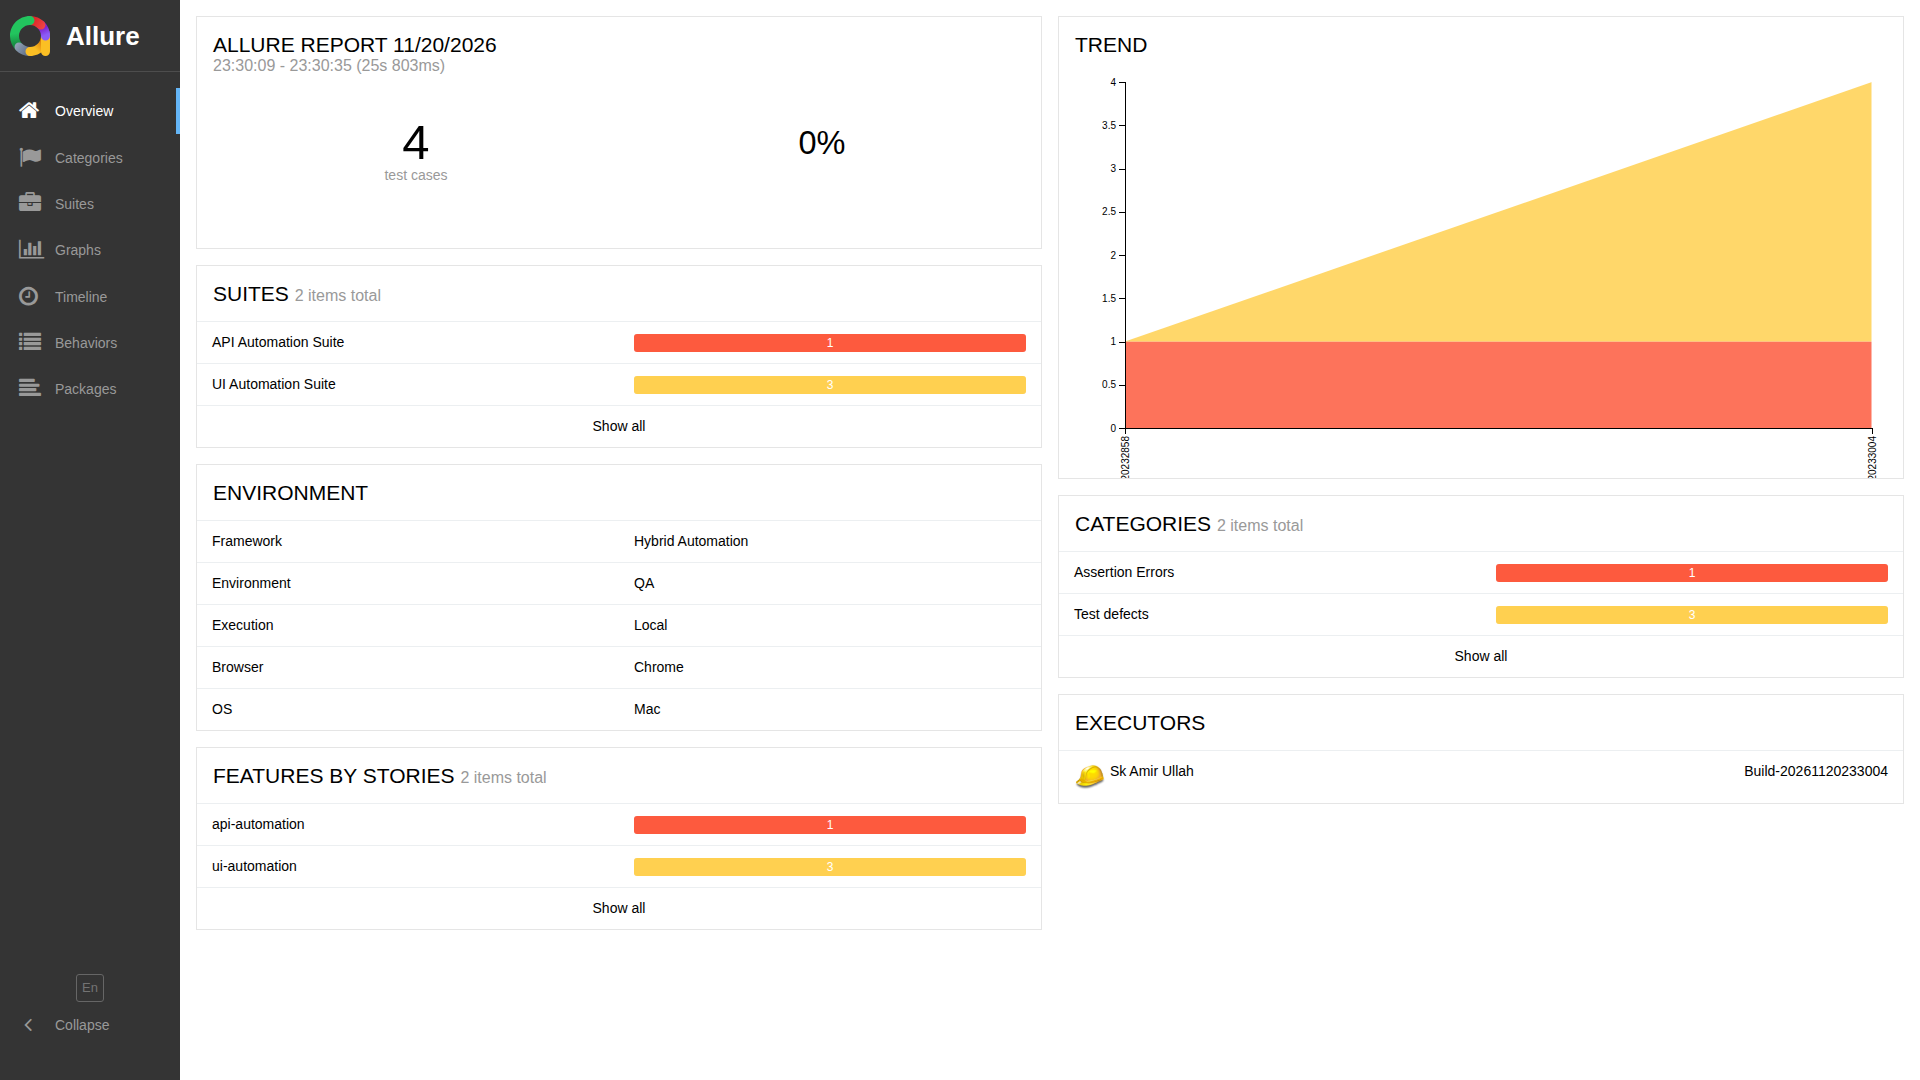 Allure
Overview
Categories
Suites
Graphs
Timeline
Behaviors
Packages
En
Collapse
ALLURE REPORT 11/20/2026
23:30:09 - 23:30:35 (25s 803ms)
4
test cases
0%
SUITES 2 items total
API Automation Suite 1
UI Automation Suite 3
Show all
ENVIRONMENT
Framework Hybrid Automation
Environment QA
Execution Local
Browser Chrome
OS Mac
FEATURES BY STORIES 2 items total
api-automation 1
ui-automation 3
Show all
TREND
4
3.5
3
2.5
2
1.5
1
0.5
0
20232858
20233004
CATEGORIES 2 items total
Assertion Errors 1
Test defects 3
Show all
EXECUTORS
Sk Amir Ullah Build-20261120233004